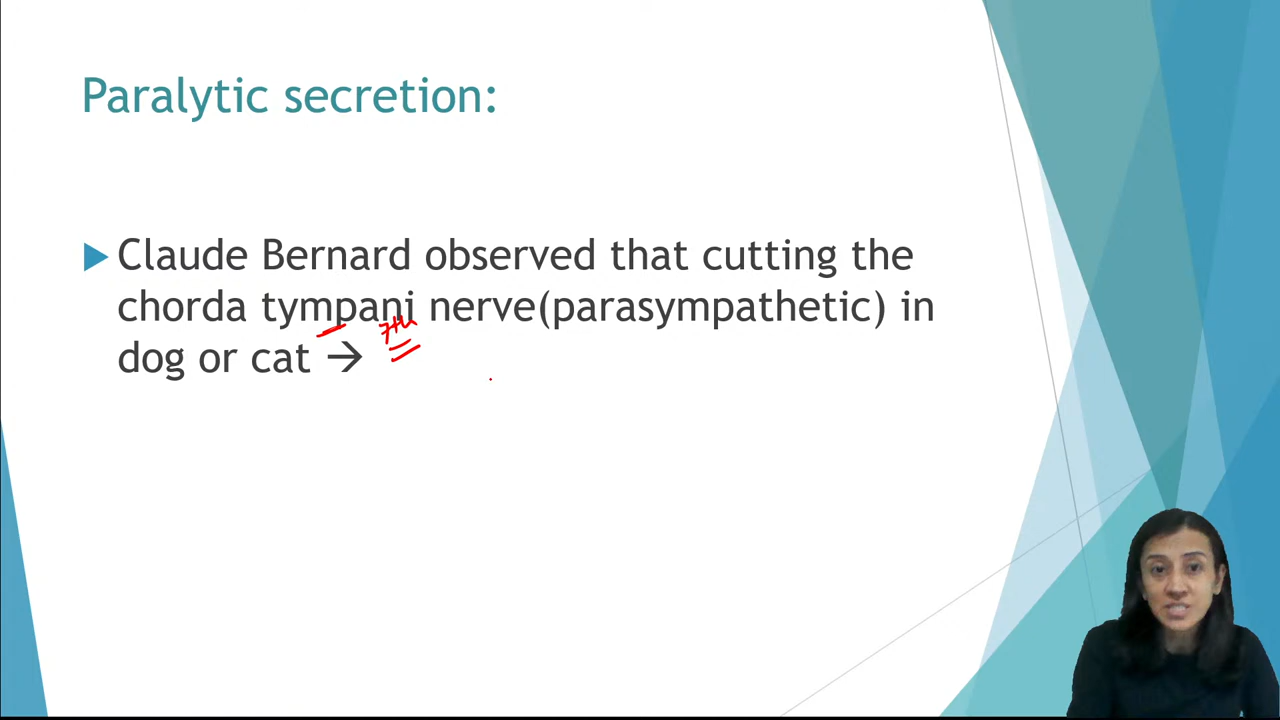 Paralytic secretion:
Claude Bernard observed that cutting the
chorda tympani nerve(parasympathetic) in
7th
dog or cat →